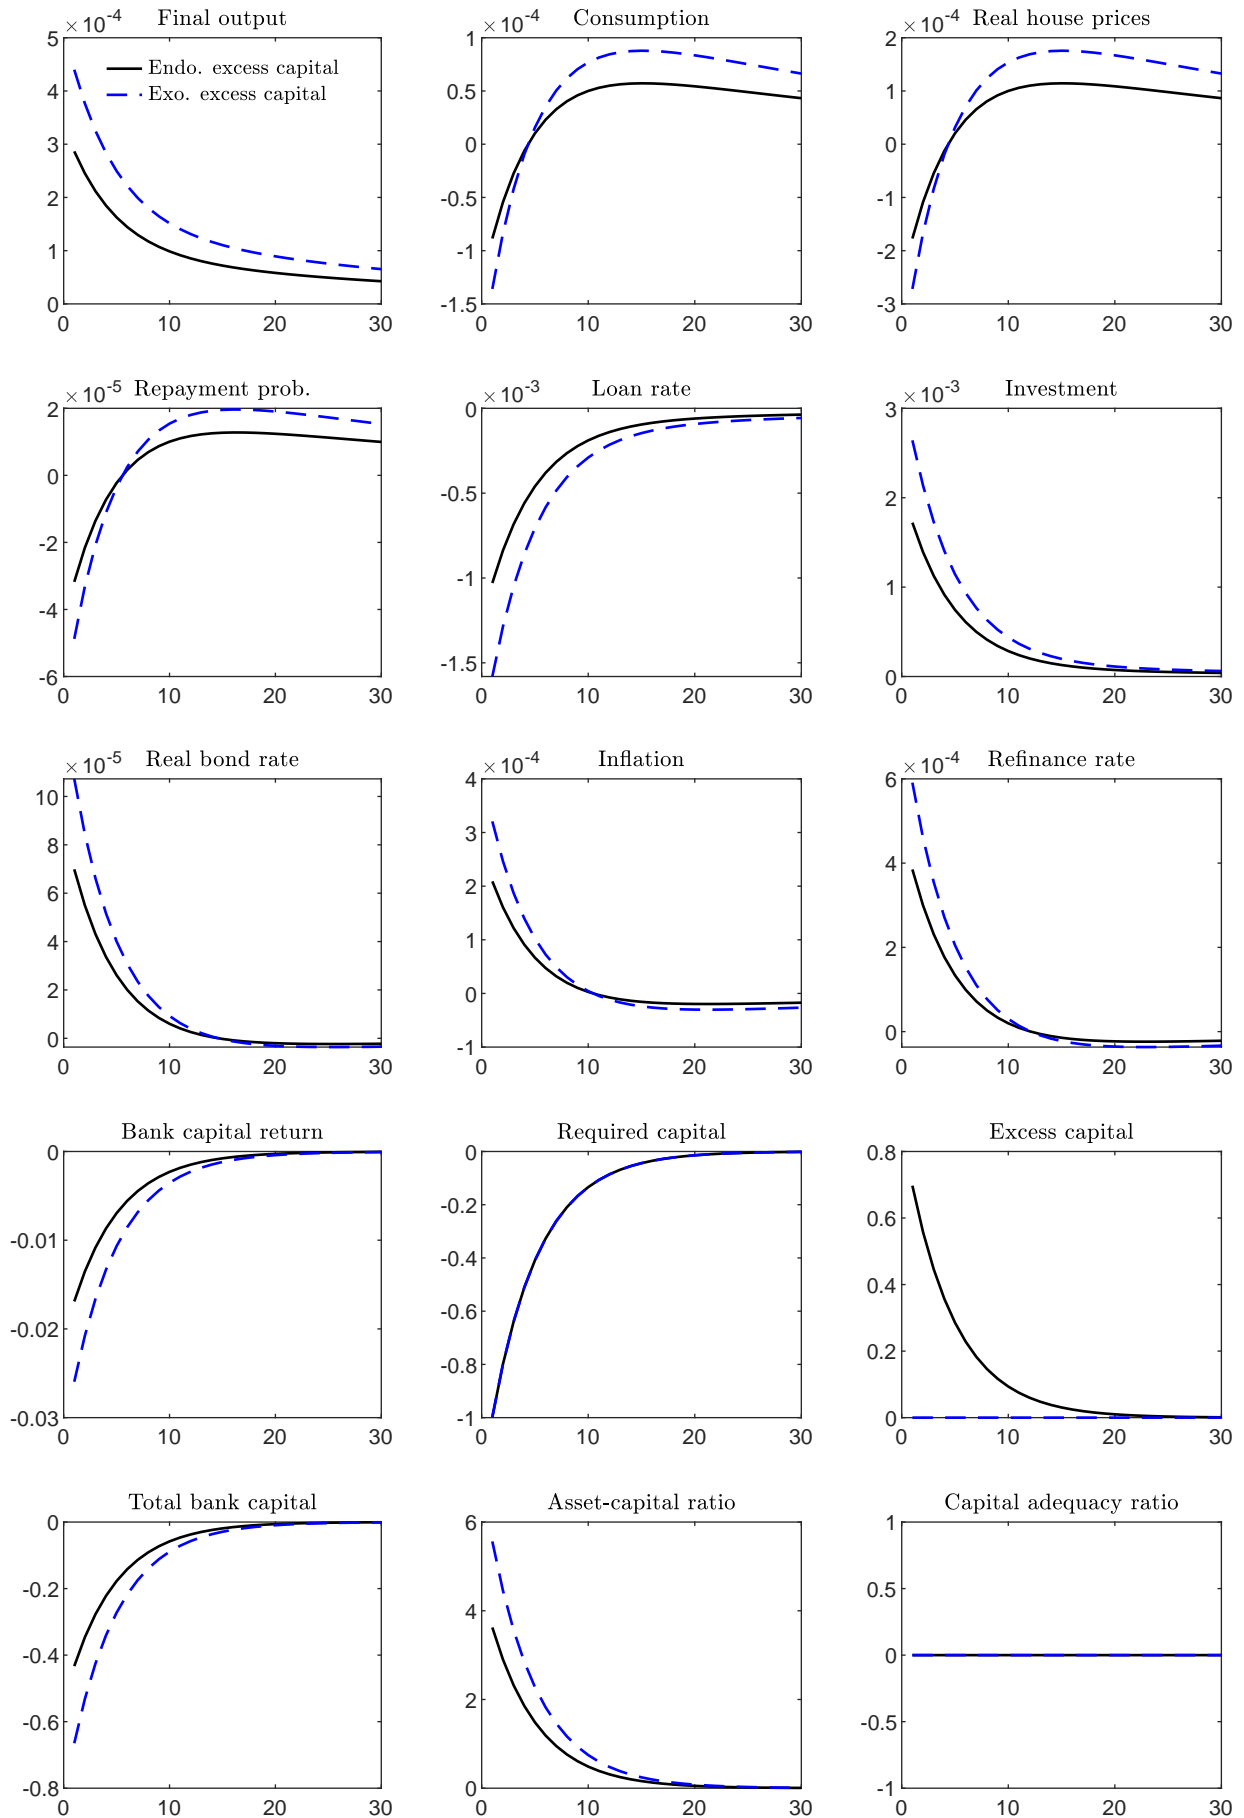 Final output
×10-4
5
4
3
2
1
0
0 10 20 30
Endo. excess capital
Exo. excess capital
Consumption
×10-4
1
0.5
0
-0.5
-1
-1.5
0 10 20 30
Real house prices
×10-4
2
1
0
-1
-2
-3
0 10 20 30
Repayment prob.
×10-5
2
0
-2
-4
-6
0 10 20 30
Loan rate
×10-3
0
-0.5
-1
-1.5
0 10 20 30
Investment
×10-3
3
2
1
0
0 10 20 30
Real bond rate
×10-5
10
8
6
4
2
0
0 10 20 30
Inflation
×10-4
4
3
2
1
0
-1
0 10 20 30
Refinance rate
×10-4
6
4
2
0
0 10 20 30
Bank capital return
0
-0.01
-0.02
-0.03
0 10 20 30
Required capital
0
-0.2
-0.4
-0.6
-0.8
-1
0 10 20 30
Excess capital
0.8
0.6
0.4
0.2
0
0 10 20 30
Total bank capital
0
-0.2
-0.4
-0.6
-0.8
0 10 20 30
Asset-capital ratio
6
4
2
0
0 10 20 30
Capital adequacy ratio
1
0.5
0
-0.5
-1
0 10 20 30